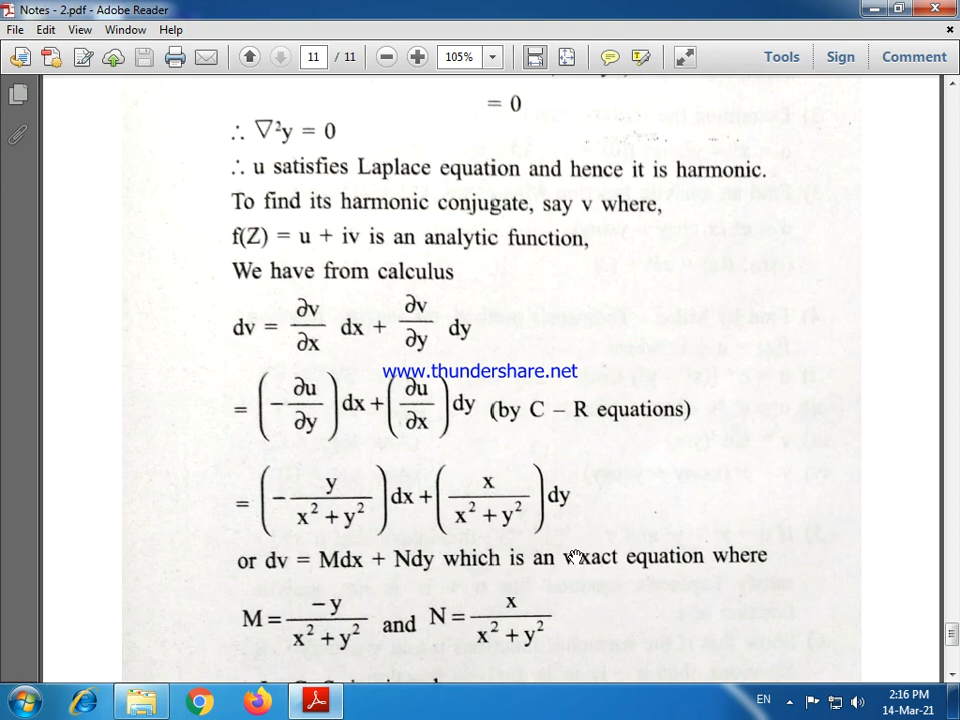 Notes - 2.pdf - Adobe Reader
File Edit View Window Help
11 / 11 105% Tools Sign Comment
= 0
∴ ∇²y = 0
∴ u satisfies Laplace equation and hence it is harmonic.
To find its harmonic conjugate, say v where,
f(Z) = u + iv is an analytic function,
We have from calculus
dv = ∂v/∂x dx + ∂v/∂y dy
www.thundershare.net
= (-∂u/∂y) dx + (∂u/∂x) dy (by C – R equations)
= (- y/(x² + y²)) dx + (x/(x² + y²)) dy
or dv = Mdx + Ndy which is an exact equation where
M = -y/(x² + y²) and N = x/(x² + y²)
EN 2:16 PM
14-Mar-21